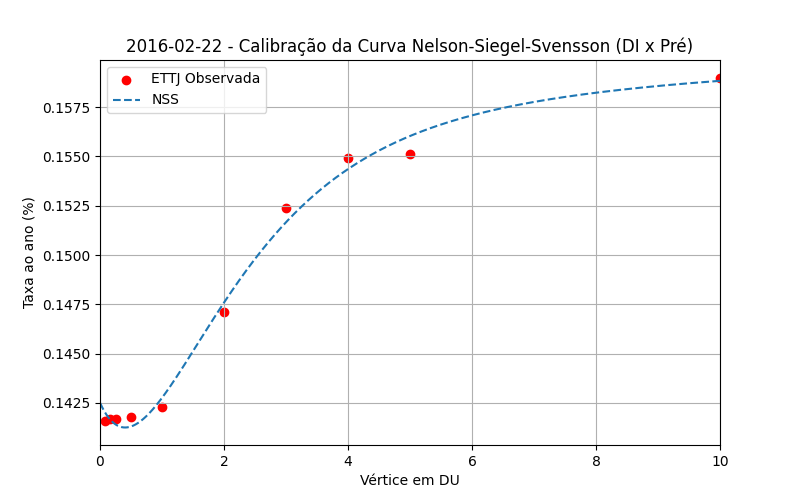 2016-02-22 - Calibração da Curva Nelson-Siegel-Svensson (DI x Pré)
ETTJ Observada
NSS
Taxa ao ano (%)
0.1575
0.1550
0.1525
0.1500
0.1475
0.1450
0.1425
0 2 4 6 8 10
Vértice em DU